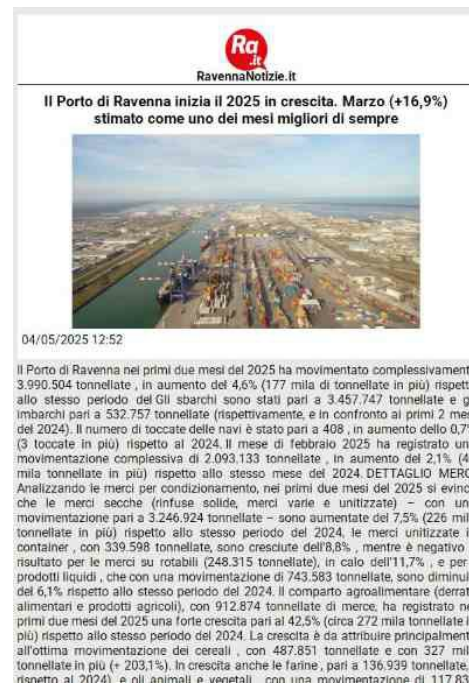 Ra
.it
RavennaNotizie.it
Il Porto di Ravenna inizia il 2025 in crescita. Marzo (+16,9%)
stimato come uno dei mesi migliori di sempre
04/05/2025 12:52
Il Porto di Ravenna nei primi due mesi del 2025 ha movimentato complessivament
3.990.504 tonnellate , in aumento del 4,6% (177 mila di tonnellate in più) rispett
allo stesso periodo del Gli sbarchi sono stati pari a 3.457.747 tonnellate e g
imbarchi pari a 532.757 tonnellate (rispettivamente, e in confronto ai primi 2 me
del 2024). Il numero di toccate delle navi è stato pari a 408 , in aumento dello 0,7%
(3 toccate in più) rispetto al 2024. Il mese di febbraio 2025 ha registrato un
movimentazione complessiva di 2.093.133 tonnellate , in aumento del 2,1% (4
mila tonnellate in più) rispetto allo stesso mese del 2024. DETTAGLIO MERC
Analizzando le merci per condizionamento, nei primi due mesi del 2025 si evinc
che le merci secche (rinfuse solide, merci varie e unitizzate) – con un
movimentazione pari a 3.246.924 tonnellate – sono aumentate del 7,5% (226 mil
tonnellate in più) rispetto allo stesso periodo del 2024, le merci unitizzate i
container , con 339.598 tonnellate, sono cresciute dell'8,8% , mentre è negativo
risultato per le merci su rotabili (248.315 tonnellate), in calo dell'11,7% , e per
prodotti liquidi , che con una movimentazione di 743.583 tonnellate, sono diminui
del 6,1% rispetto allo stesso periodo del 2024. Il comparto agroalimentare (derrat
alimentari e prodotti agricoli), con 912.874 tonnellate di merce, ha registrato n
primi due mesi del 2025 una forte crescita pari al 42,5% (circa 272 mila tonnellate i
più) rispetto allo stesso periodo del 2024. La crescita è da attribuire principalment
all'ottima movimentazione dei cereali , con 487.851 tonnellate e con 327 mil
tonnellate in più (+ 203,1%). In crescita anche le farine , pari a 136.939 tonnellate,
rispetto al 2024), e oli animali e vegetali , con una movimentazione di 117.83